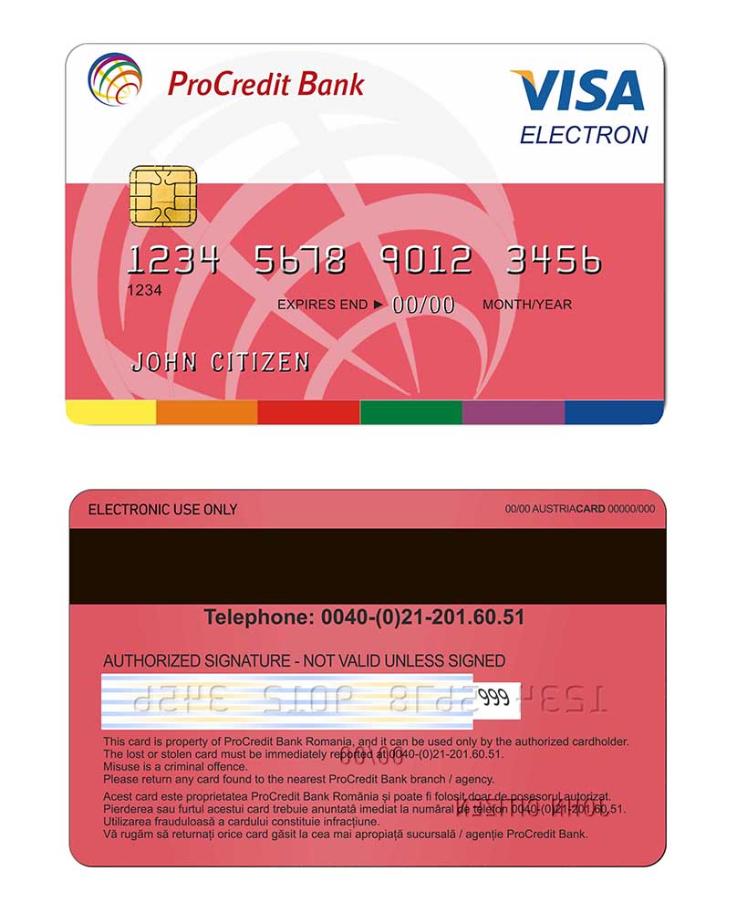 ProCredit Bank
VISA
ELECTRON
1234 5678 9012 3456
1234
EXPIRES END ▶ 00/00 MONTH/YEAR
JOHN CITIZEN
ELECTRONIC USE ONLY
00/00 AUSTRIACARD 00000/000
Telephone: 0040-(0)21-201.60.51
AUTHORIZED SIGNATURE - NOT VALID UNLESS SIGNED
999
This card is property of ProCredit Bank Romania, and it can be used only by the authorized cardholder.
The lost or stolen card must be immediately reported at 0040-(0)21-201.60.51.
Misuse is a criminal offence.
Please return any card found to the nearest ProCredit Bank branch / agency.
Acest card este proprietatea ProCredit Bank România și poate fi folosit doar de posesorul autorizat.
Pierderea sau furtul acestui card trebuie anuntată imediat la numărul de telefon 0040-(0)21-201.60.51.
Utilizarea frauduloasă a cardului constituie infracțiune.
Vă rugăm să returnați orice card găsit la cea mai apropiață sucursală / agenție ProCredit Bank.